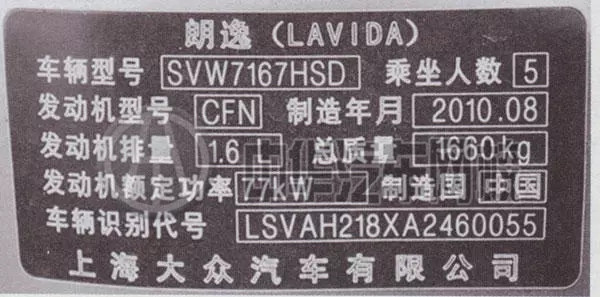 朗逸 (LAVIDA)
车辆型号 SVW7167HSD 乘坐人数 5
发动机型号 CFN 制造年月 2010.08
发动机排量 1.6 L 总质量 1660kg
发动机额定功率 77kW 制造国 中国
车辆识别代号 LSVAH218XA2460055
上海大众汽车有限公司